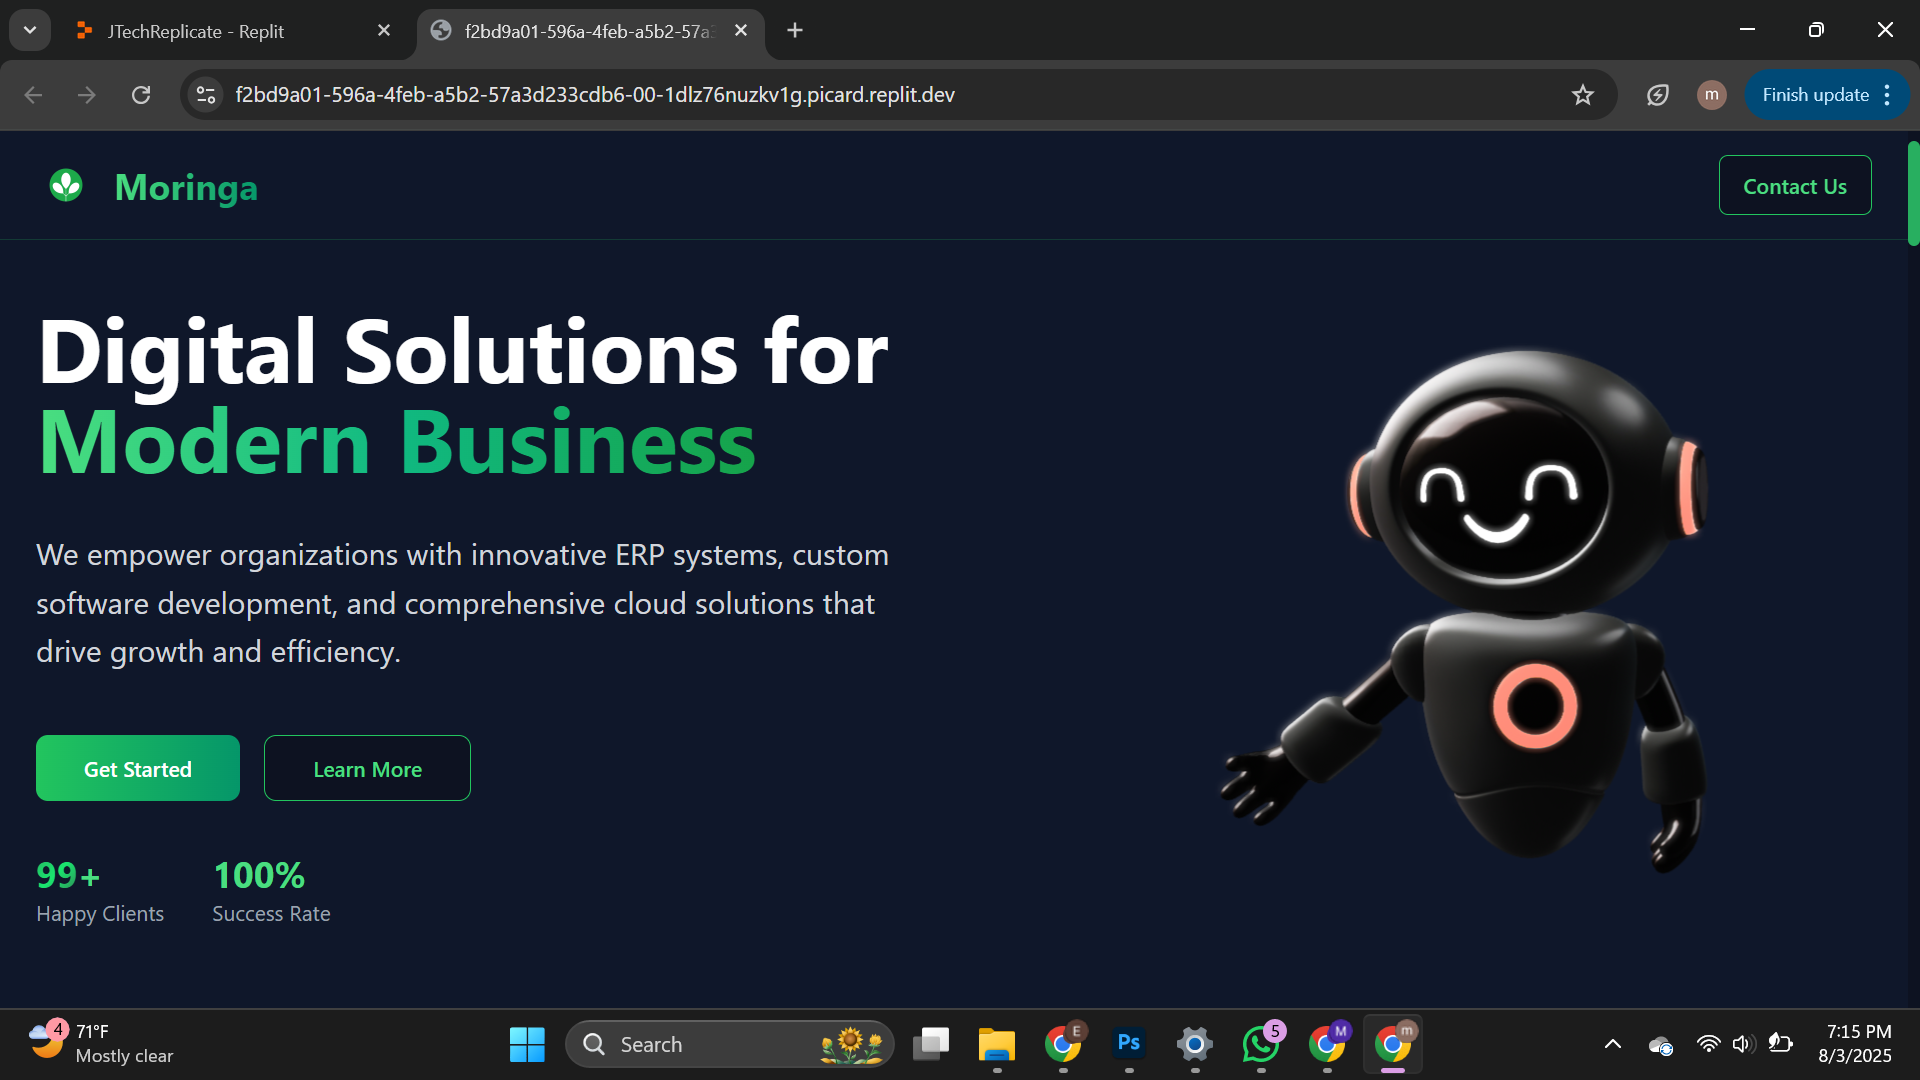 JTechReplicate - Replit
f2bd9a01-596a-4feb-a5b2-57a
f2bd9a01-596a-4feb-a5b2-57a3d233cdb6-00-1dlz76nuzkv1g.picard.replit.dev
m
Finish update
Moringa
Contact Us
Digital Solutions for
Modern Business
We empower organizations with innovative ERP systems, custom
software development, and comprehensive cloud solutions that
drive growth and efficiency.
Get Started
Learn More
99+
100%
Happy Clients
Success Rate
4
71°F
Mostly clear
Search
E
Ps
5
M
m
7:15 PM
8/3/2025